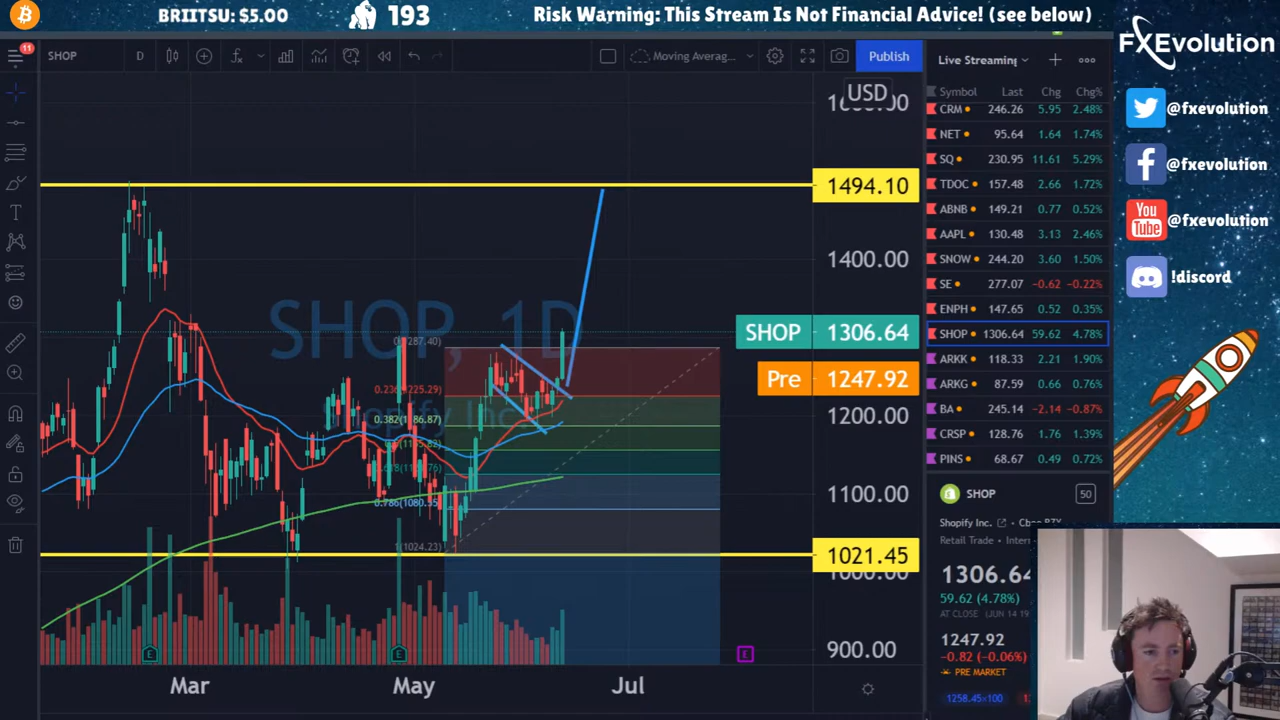 BRIITSU: $5.00
193
Risk Warning: This Stream Is Not Financial Advice! (see below)
FXEvolution
@fxevolution
@fxevolution
You
Tube
@fxevolution
!discord
11
SHOP
D
Moving Averag...
Publish
Live Streaming
USD
1494.10
1400.00
SHOP 1306.64
Pre 1247.92
1200.00
1100.00
1021.45
1000.00
900.00
SHOP, 1D
Shopify Inc.
0.382(1186.87)
0.786(1080.55)
1(1024.23)
E
E
E
Mar
May
Jul
Symbol Last Chg Chg%
CRM 246.26 5.95 2.48%
NET 95.64 1.64 1.74%
SQ 230.95 11.61 5.29%
TDOC 157.48 2.66 1.72%
ABNB 149.21 0.77 0.52%
AAPL 130.48 3.13 2.46%
SNOW 244.20 3.60 1.50%
SE 277.07 -0.62 -0.22%
ENPH 147.65 0.52 0.35%
SHOP 1306.64 59.62 4.78%
ARKK 118.33 2.21 1.90%
ARKG 87.59 0.66 0.76%
BA 245.14 -2.14 -0.87%
CRSP 128.76 1.76 1.39%
PINS 68.67 0.49 0.72%
SHOP
50
Shopify Inc.
Retail Trade
1306.64
59.62 (4.78%)
AT CLOSE (JUN 14
1247.92
-0.82 (-0.06%)
PRE MARKET
1258.45×100